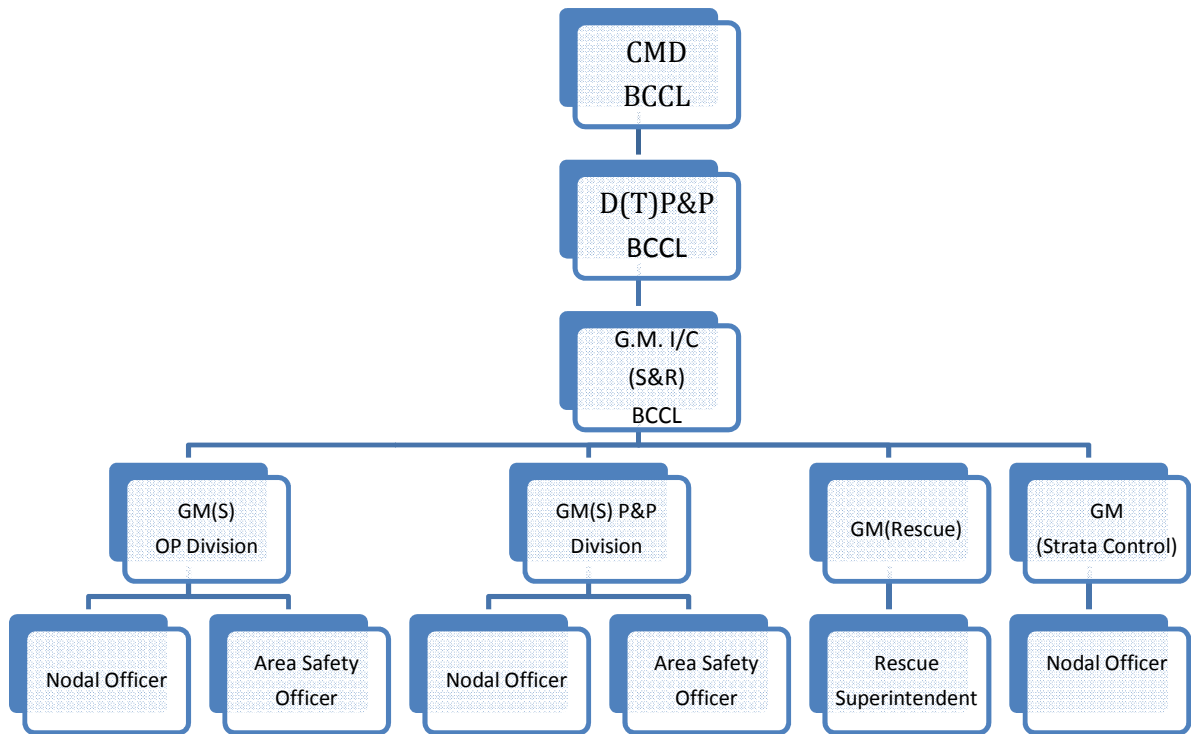 CMD
BCCL
D(T)P&P
BCCL
G.M. I/C
(S&R)
BCCL
GM(S)
OP Division
GM(S) P&P
Division
GM(Rescue)
GM
(Strata Control)
Nodal Officer
Area Safety
Officer
Nodal Officer
Area Safety
Officer
Rescue
Superintendent
Nodal Officer